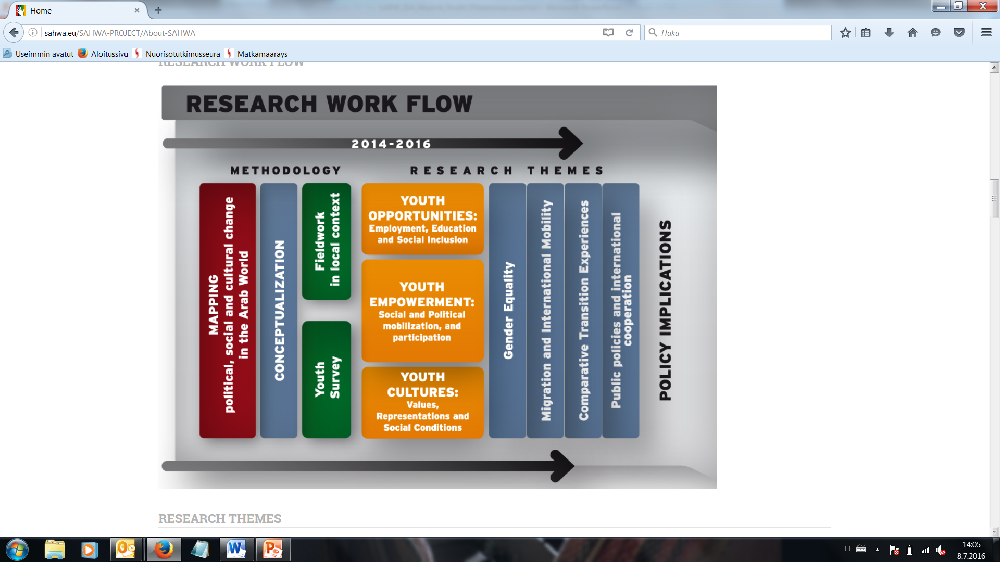 Home
sahwa.eu/SAHWA-PROJECT/About-SAHWA
Haku
Useimmin avatut
Aloitussivu
Nuorisotutkimusseura
Matkamääräys
RESEARCH WORK FLOW
RESEARCH WORK FLOW
2014-2016
METHODOLOGY
RESEARCH THEMES
MAPPING
political, social and cultural change
in the Arab World
CONCEPTUALIZATION
Fieldwork
in local context
Youth
Survey
YOUTH
OPPORTUNITIES:
Employment, Education
and Social Inclusion
YOUTH
EMPOWERMENT:
Social and Political
mobilization, and
participation
YOUTH
CULTURES:
Values,
Representations and
Social Conditions
Gender Equality
Migration and International Mobility
Comparative Transition Experiences
Public policies and international
cooperation
POLICY IMPLICATIONS
RESEARCH THEMES
FI
14:05
8.7.2016